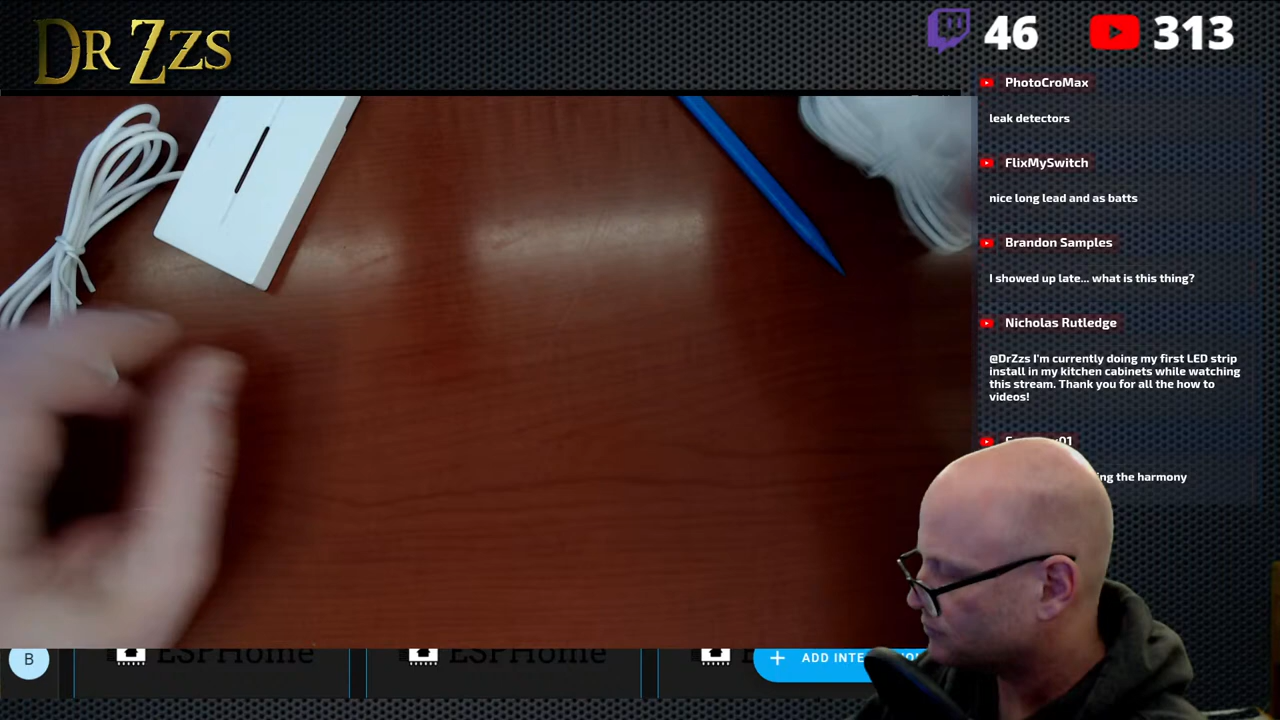 DR ZZS
46
313
PhotoCroMax
leak detectors
FlixMySwitch
nice long lead and as batts
Brandon Samples
I showed up late... what is this thing?
Nicholas Rutledge
@DrZzs I'm currently doing my first LED strip
install in my kitchen cabinets while watching
this stream. Thank you for all the how to
videos!
the harmony
B
ESPHome
ESPHome
ADD